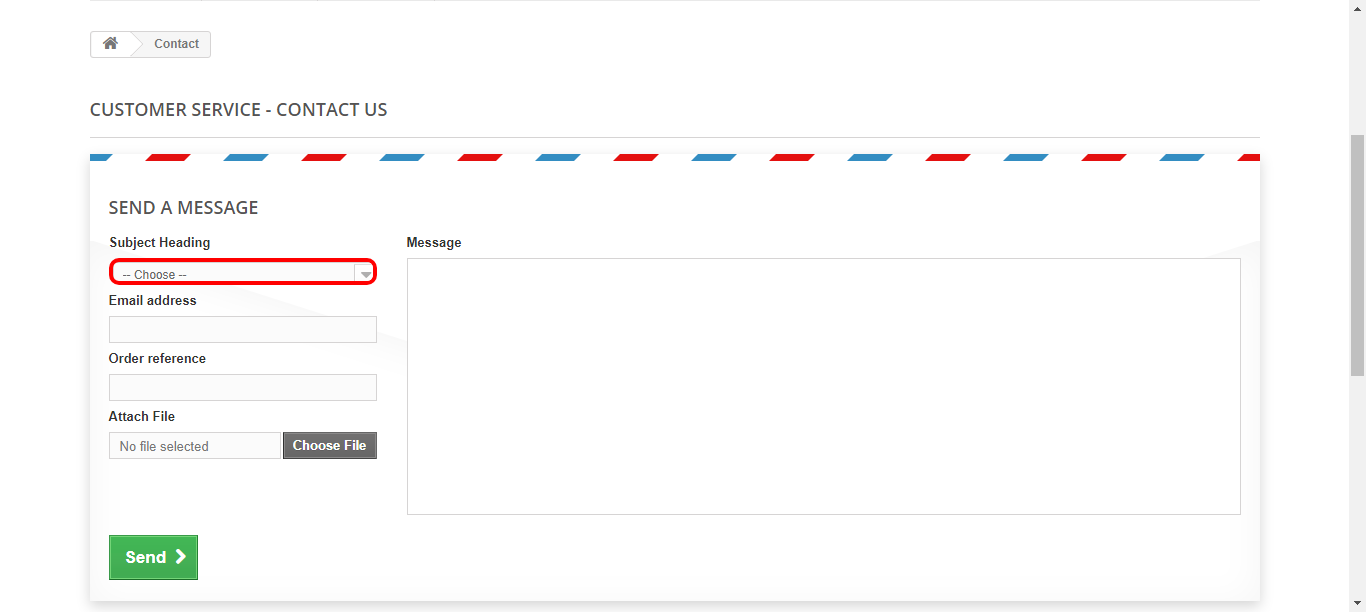 Contact
CUSTOMER SERVICE - CONTACT US
SEND A MESSAGE
Subject Heading
-- Choose --
Email address
Order reference
Attach File
No file selected
Choose File
Message
Send